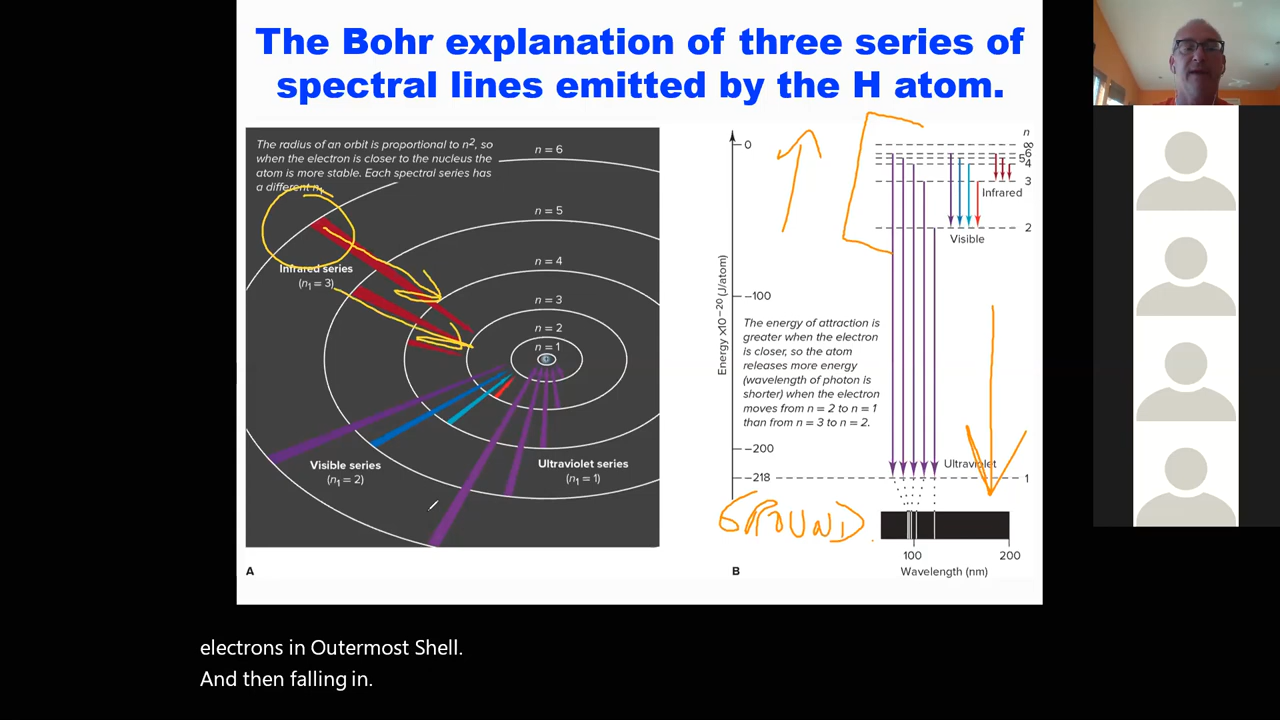 The Bohr explanation of three series of
spectral lines emitted by the H atom.
The radius of an orbit is proportional to n², so
when the electron is closer to the nucleus the
atom is more stable. Each spectral series has
a different n₁.
n = 6
n = 5
n = 4
n = 3
n = 2
n = 1
Infrared series
(n₁ = 3)
Visible series
(n₁ = 2)
Ultraviolet series
(n₁ = 1)
A
Energy ×10⁻²⁰ (J/atom)
0
−100
−200
−218
n
∞
6
5
4
3
2
1
Infrared
Visible
Ultraviolet
The energy of attraction is
greater when the electron
is closer, so the atom
releases more energy
(wavelength of photon is
shorter) when the electron
moves from n = 2 to n = 1
than from n = 3 to n = 2.
GROUND
100
200
Wavelength (nm)
B
electrons in Outermost Shell.
And then falling in.